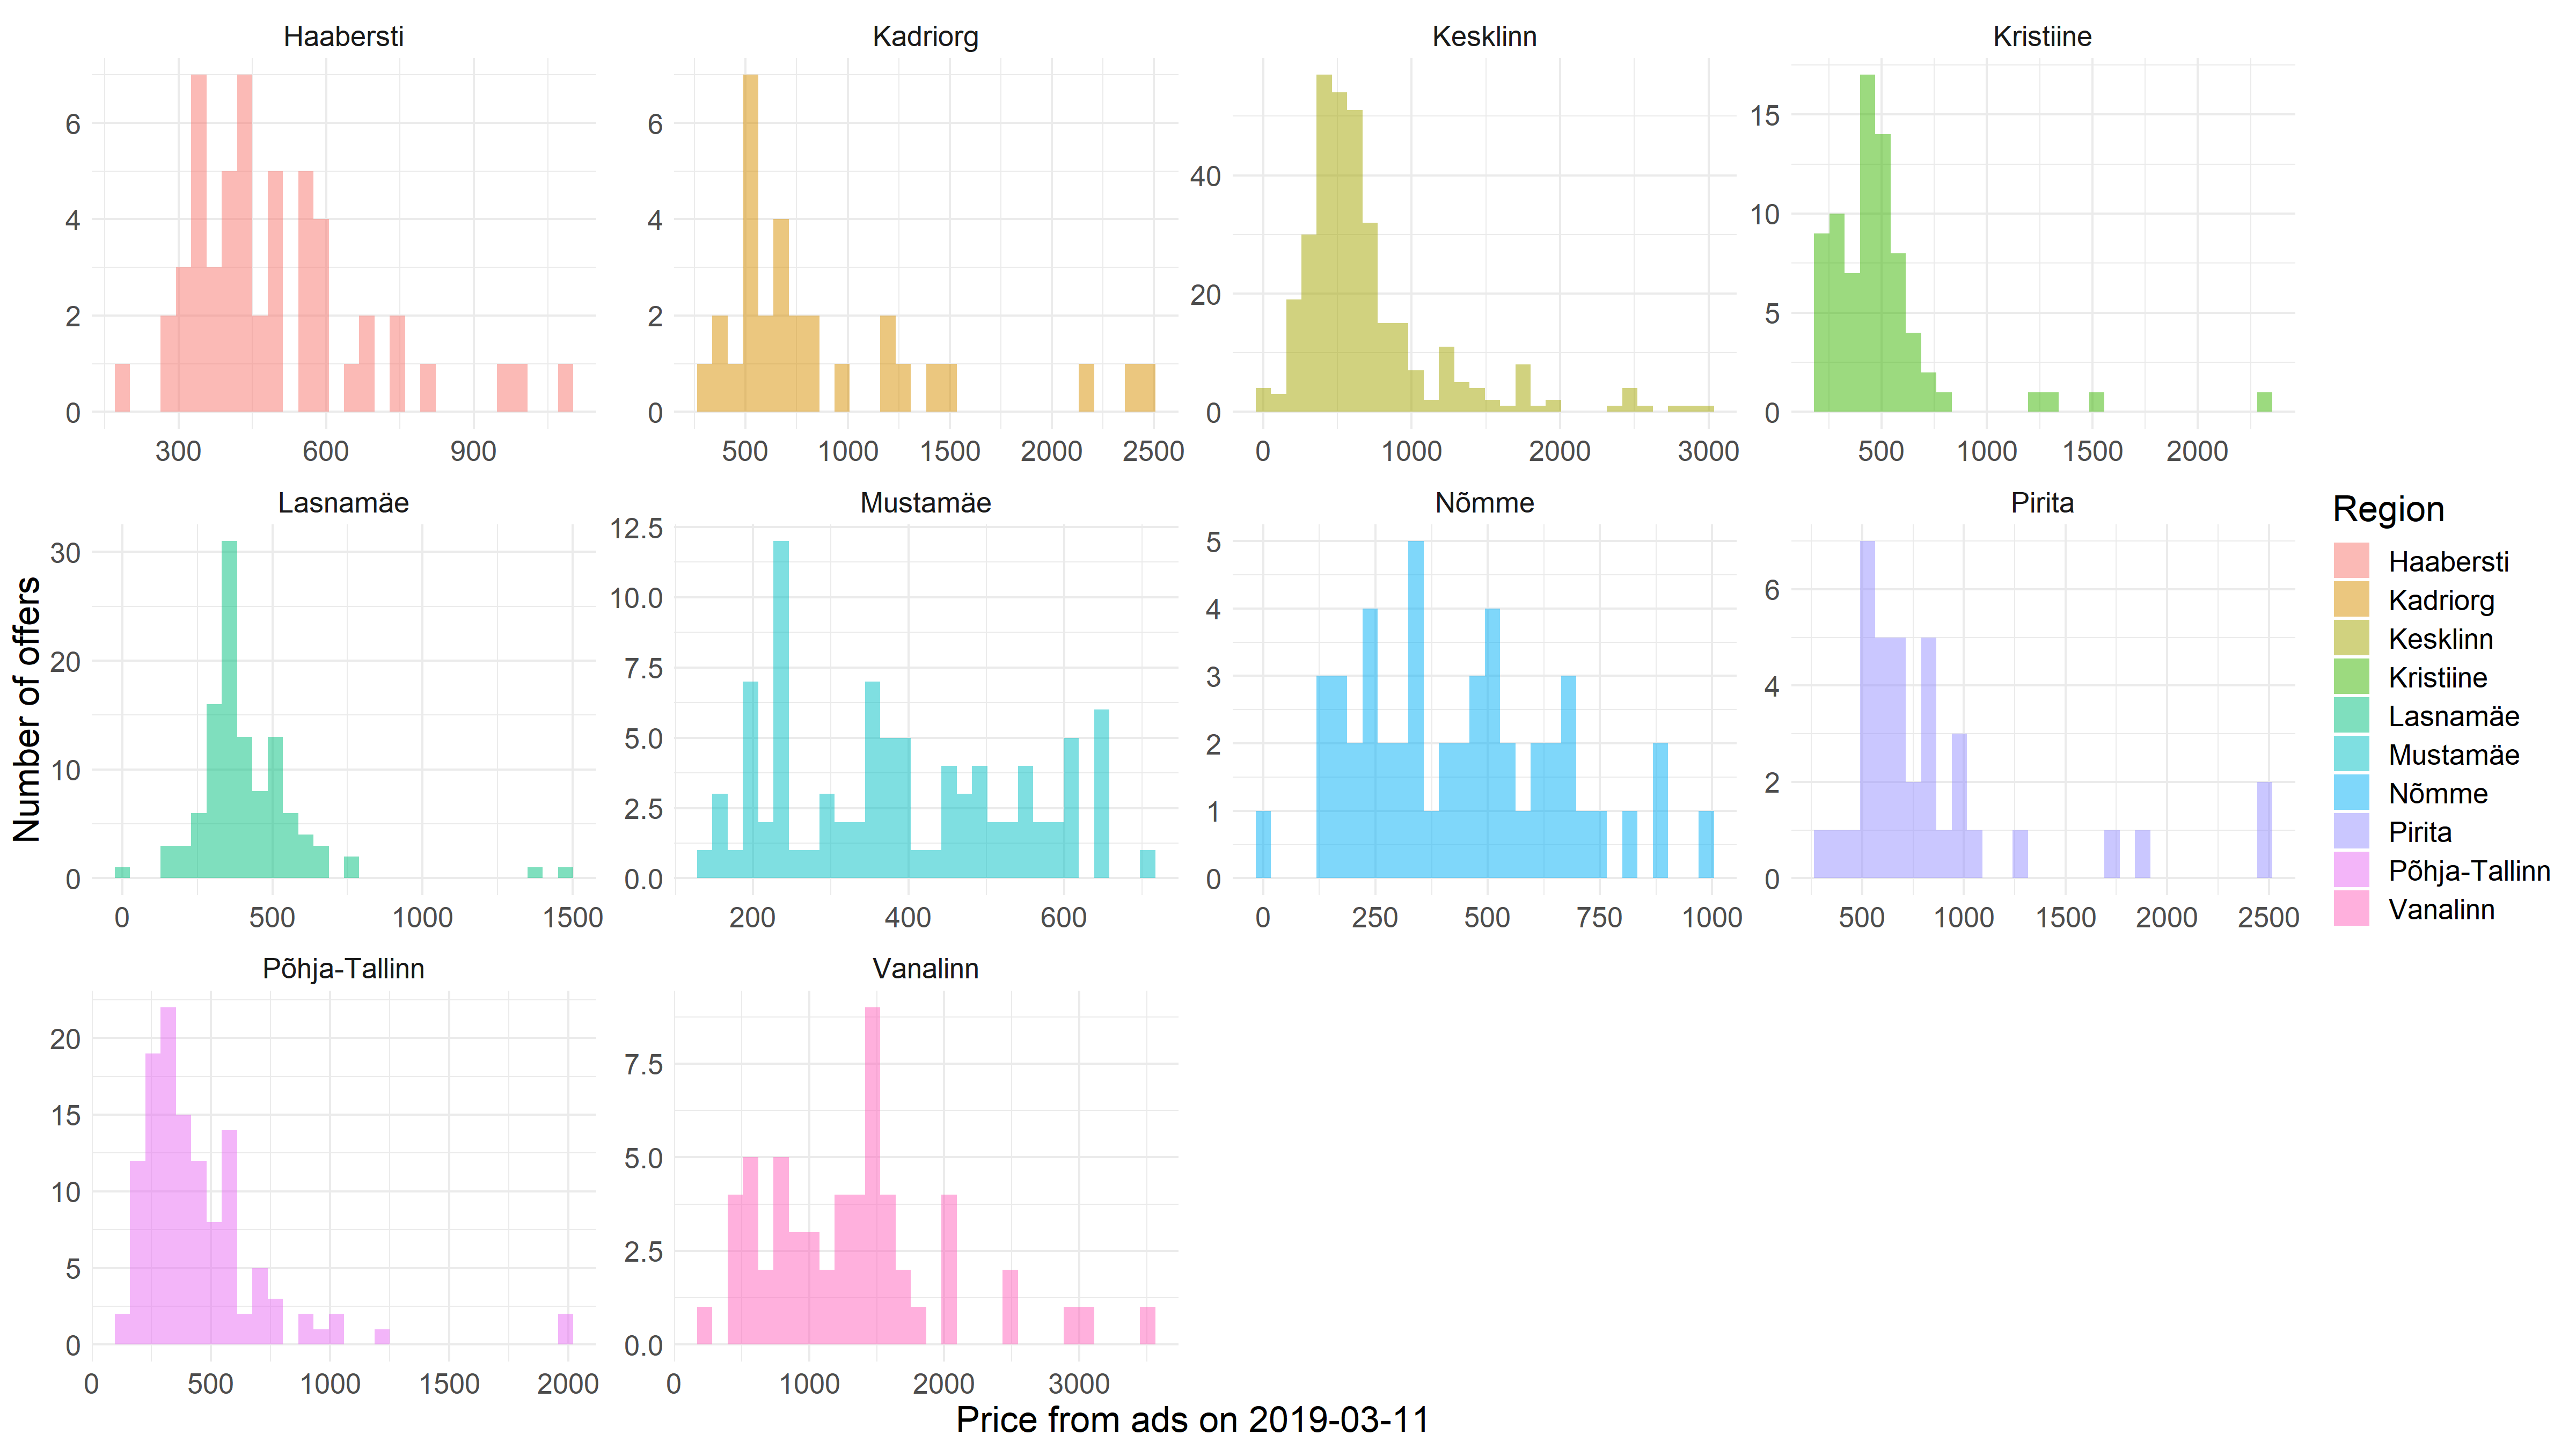 Haabersti
Kadriorg
Kesklinn
Kristiine
6
4
2
0
300 600 900
6
4
2
0
500 1000 1500 2000 2500
40
20
0
0 1000 2000 3000
15
10
5
0
500 1000 1500 2000
Number of offers
Lasnamäe
Mustamäe
Nõmme
Pirita
30
20
10
0
0 500 1000 1500
12.5
10.0
7.5
5.0
2.5
0.0
200 400 600
5
4
3
2
1
0
0 250 500 750 1000
6
4
2
0
500 1000 1500 2000 2500
Põhja-Tallinn
Vanalinn
20
15
10
5
0
0 500 1000 1500 2000
7.5
5.0
2.5
0.0
0 1000 2000 3000
Price from ads on 2019-03-11
Region
Haabersti
Kadriorg
Kesklinn
Kristiine
Lasnamäe
Mustamäe
Nõmme
Pirita
Põhja-Tallinn
Vanalinn